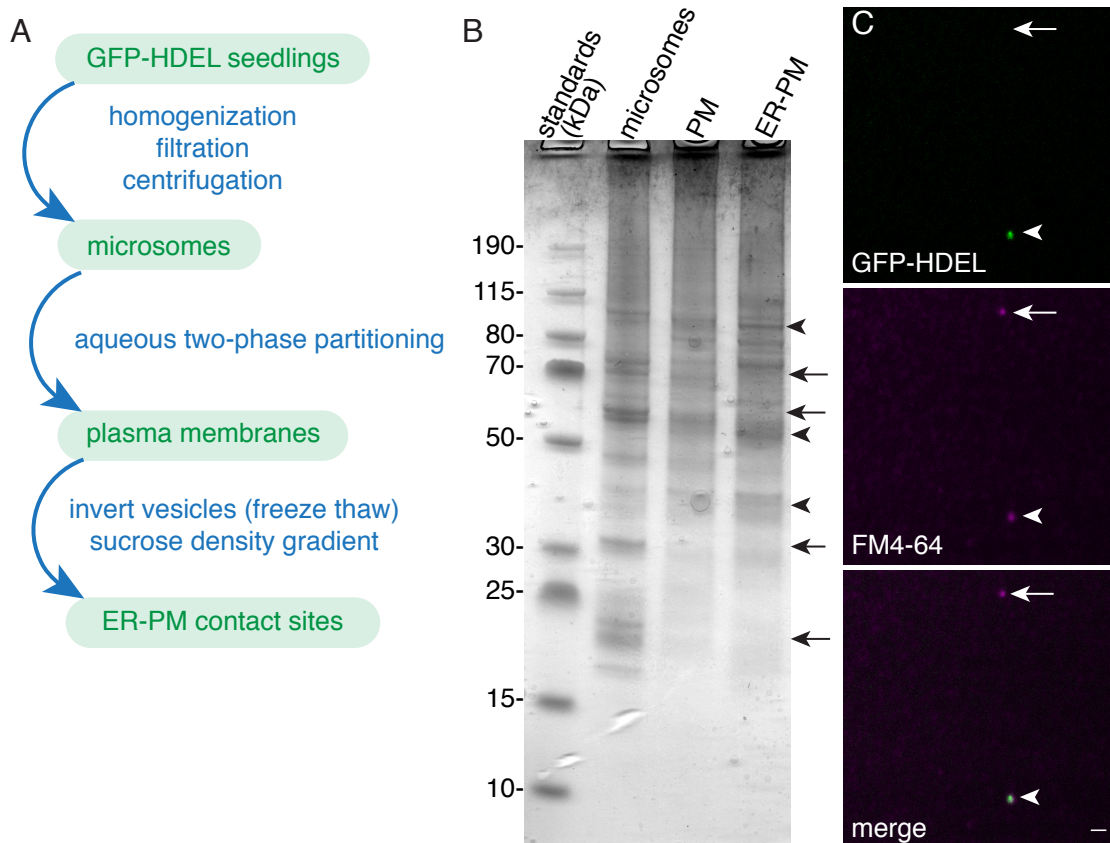 A
GFP-HDEL seedlings
homogenization
filtration
centrifugation
microsomes
aqueous two-phase partitioning
plasma membranes
invert vesicles (freeze thaw)
sucrose density gradient
ER-PM contact sites
B
standards
(kDa)
microsomes
PM
ER-PM
190-
115-
80-
70-
50-
30-
25-
15-
10-
C
GFP-HDEL
FM4-64
merge